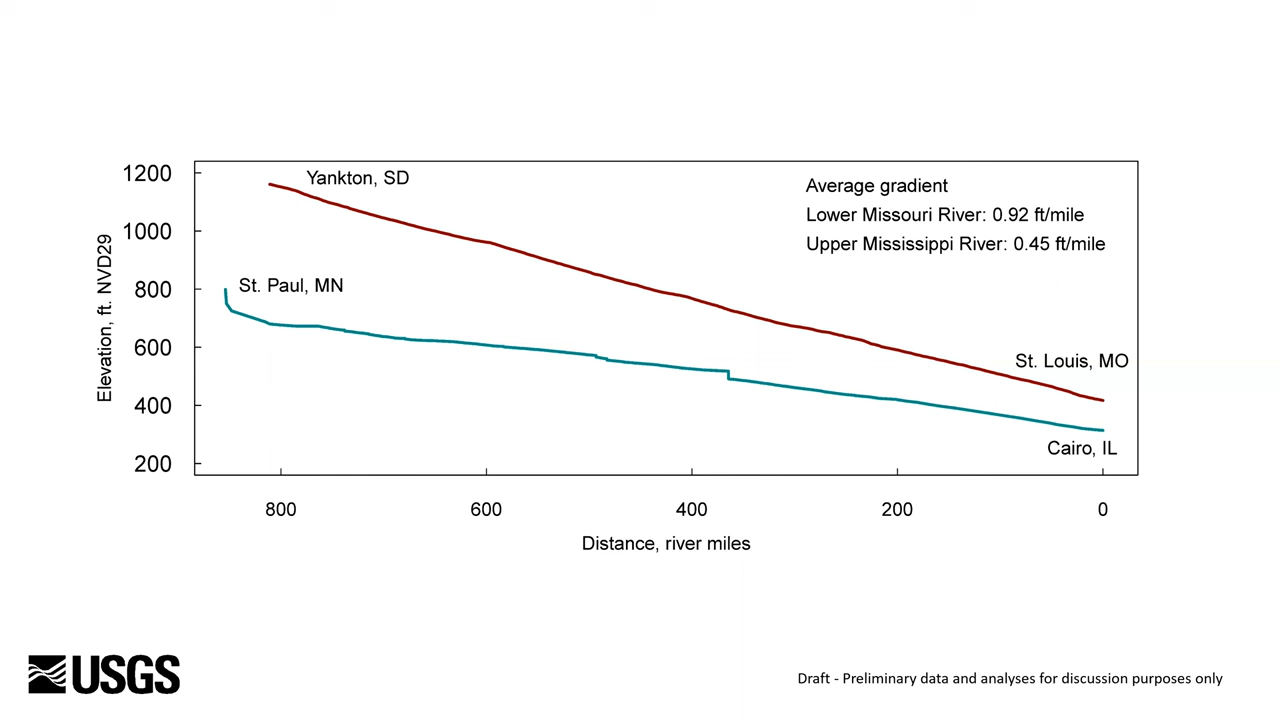 1200
1000
800
600
400
200
Elevation, ft. NVD29
Yankton, SD
Average gradient
Lower Missouri River: 0.92 ft/mile
Upper Mississippi River: 0.45 ft/mile
St. Paul, MN
St. Louis, MO
Cairo, IL
800 600 400 200 0
Distance, river miles
USGS
Draft - Preliminary data and analyses for discussion purposes only